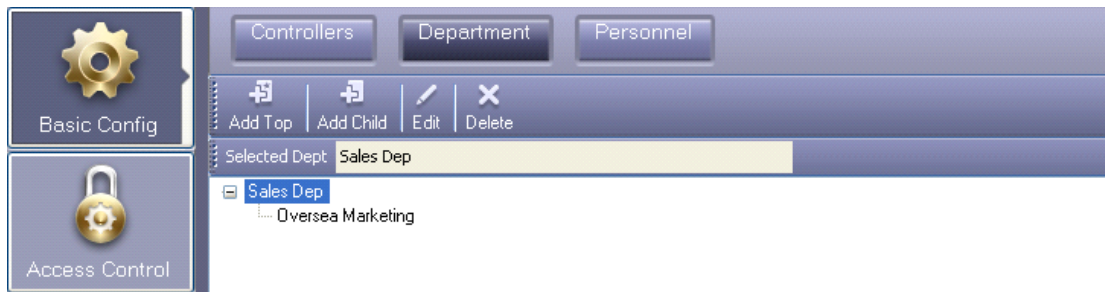 Controllers Department Personnel
Basic Config
Add Top Add Child Edit Delete
Selected Dept Sales Dep
Sales Dep
Oversea Marketing
Access Control